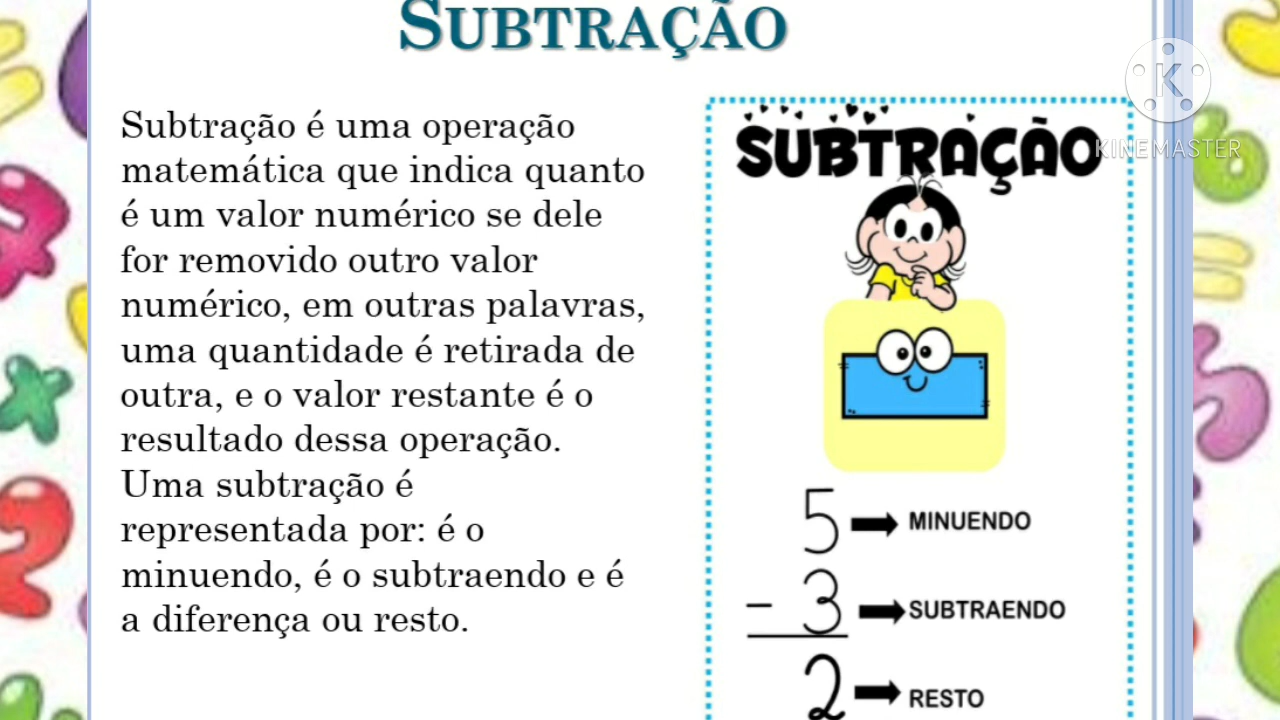 SUBTRAÇÃO
Subtração é uma operação
matemática que indica quanto
é um valor numérico se dele
for removido outro valor
numérico, em outras palavras,
uma quantidade é retirada de
outra, e o valor restante é o
resultado dessa operação.
Uma subtração é
representada por: é o
minuendo, é o subtraendo e é
a diferença ou resto.
SUBTRAÇÃO
5 MINUENDO
- 3 SUBTRAENDO
2 RESTO
K
KINEMASTER